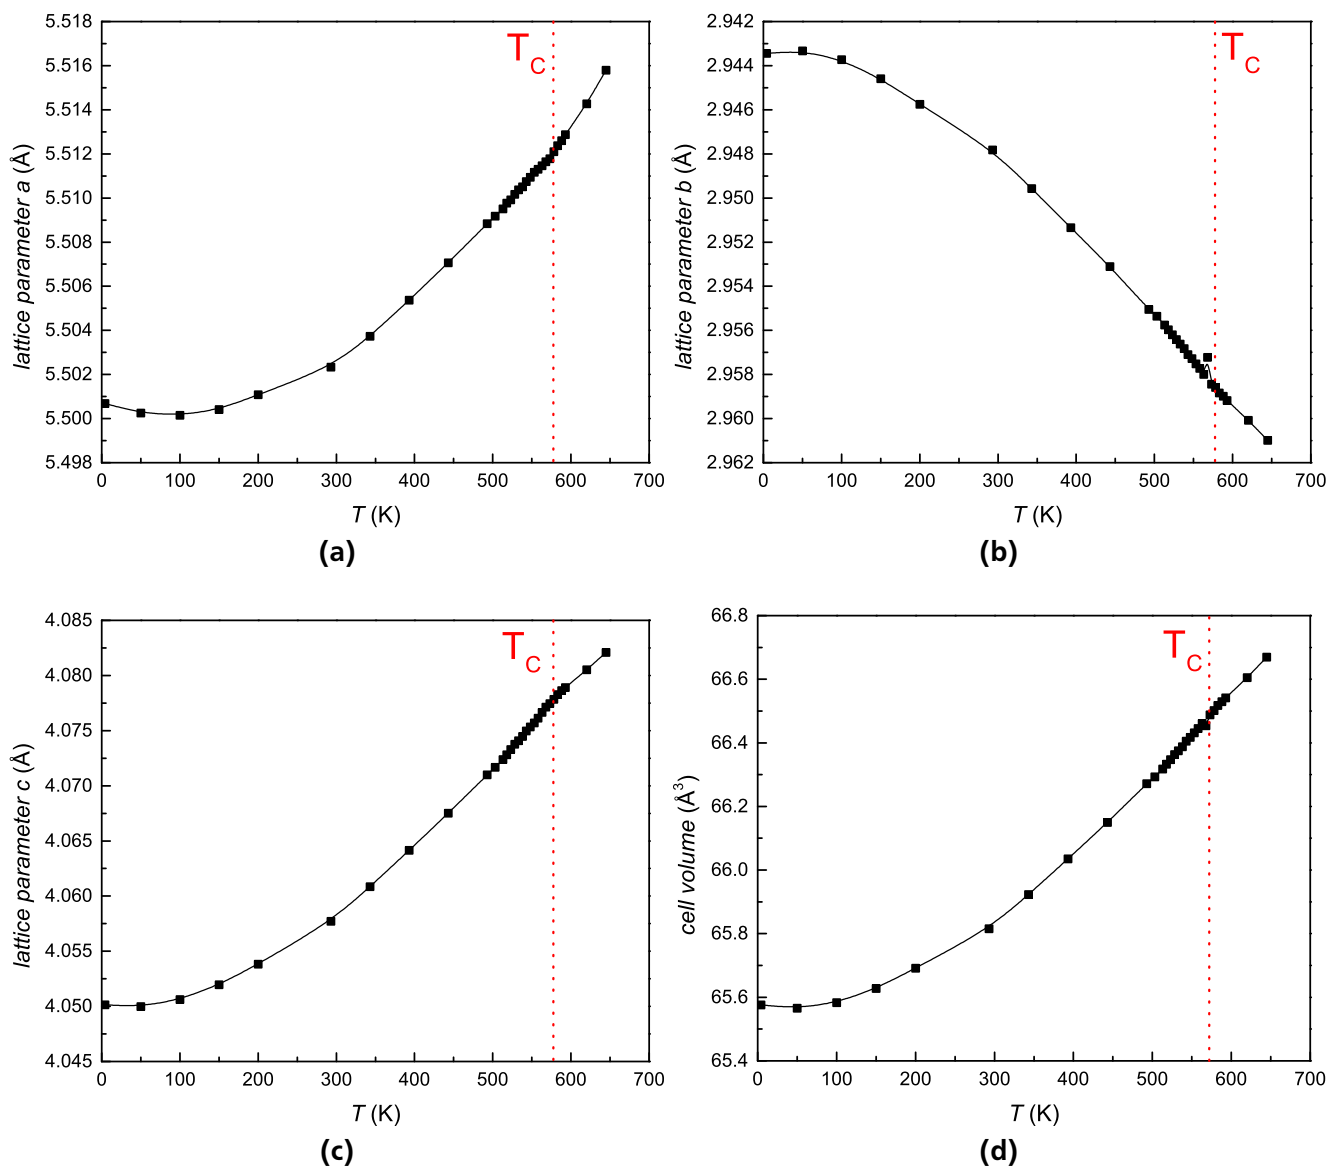 5.518
5.516
5.514
5.512
5.510
5.508
5.506
5.504
5.502
5.500
5.498
lattice parameter a (Å)
T_C
0 100 200 300 400 500 600 700
T (K)
(a)
2.942
2.944
2.946
2.948
2.950
2.952
2.954
2.956
2.958
2.960
2.962
lattice parameter b (Å)
T_C
0 100 200 300 400 500 600 700
T (K)
(b)
4.085
4.080
4.075
4.070
4.065
4.060
4.055
4.050
4.045
lattice parameter c (Å)
T_C
0 100 200 300 400 500 600 700
T (K)
(c)
66.8
66.6
66.4
66.2
66.0
65.8
65.6
65.4
cell volume (Å³)
T_C
0 100 200 300 400 500 600 700
T (K)
(d)